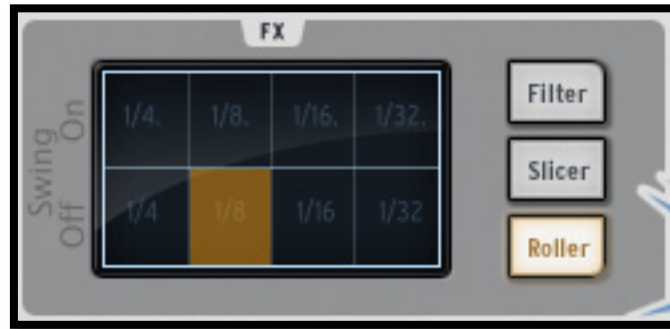 FX
Swing
On
Off
1/4. 1/8. 1/16. 1/32.
1/4 1/8 1/16 1/32
Filter
Slicer
Roller